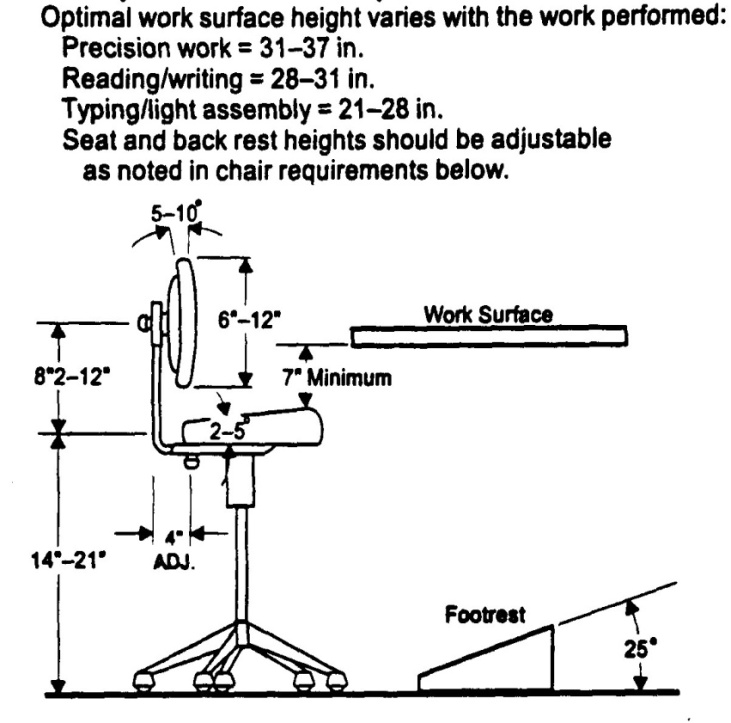 Optimal work surface height varies with the work performed:
Precision work = 31–37 in.
Reading/writing = 28–31 in.
Typing/light assembly = 21–28 in.
Seat and back rest heights should be adjustable
as noted in chair requirements below.
5–10°
6"–12"
Work Surface
8"2–12"
7" Minimum
2–5°
4"
ADJ.
14"–21"
Footrest
25°